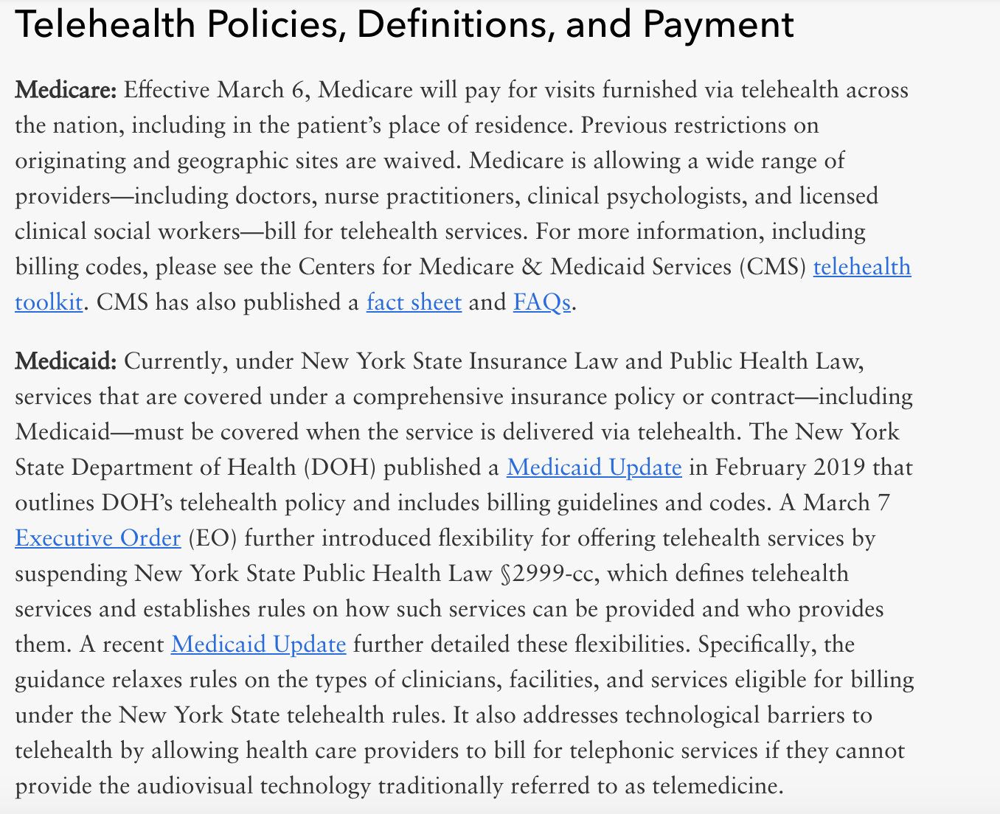 Telehealth Policies, Definitions, and Payment
Medicare: Effective March 6, Medicare will pay for visits furnished via telehealth across
the nation, including in the patient’s place of residence. Previous restrictions on
originating and geographic sites are waived. Medicare is allowing a wide range of
providers—including doctors, nurse practitioners, clinical psychologists, and licensed
clinical social workers—bill for telehealth services. For more information, including
billing codes, please see the Centers for Medicare & Medicaid Services (CMS) telehealth
toolkit. CMS has also published a fact sheet and FAQs.
Medicaid: Currently, under New York State Insurance Law and Public Health Law,
services that are covered under a comprehensive insurance policy or contract—including
Medicaid—must be covered when the service is delivered via telehealth. The New York
State Department of Health (DOH) published a Medicaid Update in February 2019 that
outlines DOH’s telehealth policy and includes billing guidelines and codes. A March 7
Executive Order (EO) further introduced flexibility for offering telehealth services by
suspending New York State Public Health Law §2999-cc, which defines telehealth
services and establishes rules on how such services can be provided and who provides
them. A recent Medicaid Update further detailed these flexibilities. Specifically, the
guidance relaxes rules on the types of clinicians, facilities, and services eligible for billing
under the New York State telehealth rules. It also addresses technological barriers to
telehealth by allowing health care providers to bill for telephonic services if they cannot
provide the audiovisual technology traditionally referred to as telemedicine.